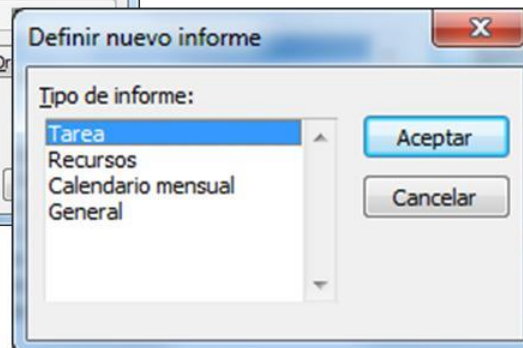 Definir nuevo informe
Tipo de informe:
Tarea
Recursos
Calendario mensual
General
Aceptar
Cancelar